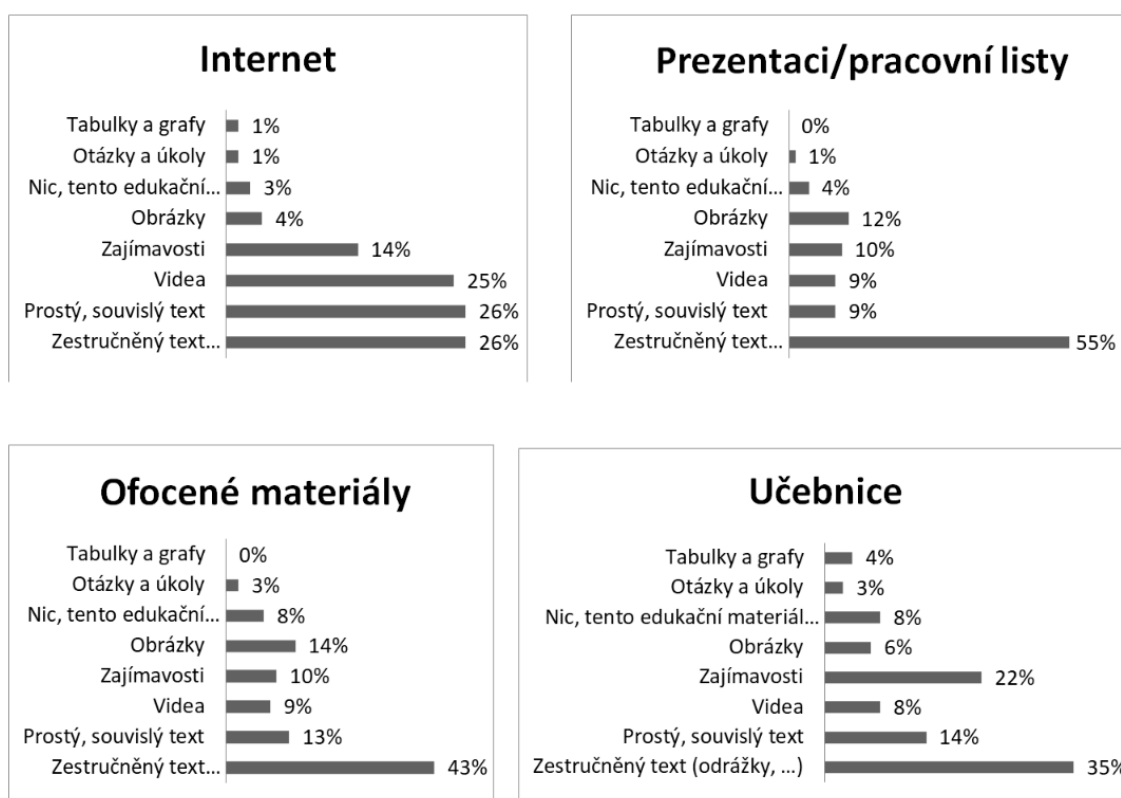 Internet
Tabulky a grafy 1%
Otázky a úkoly 1%
Nic, tento edukační... 3%
Obrázky 4%
Zajímavosti 14%
Videa 25%
Prostý, souvislý text 26%
Zestručněný text... 26%
Prezentaci/pracovní listy
Tabulky a grafy 0%
Otázky a úkoly 1%
Nic, tento edukační... 4%
Obrázky 12%
Zajímavosti 10%
Videa 9%
Prostý, souvislý text 9%
Zestručněný text... 55%
Ofocené materiály
Tabulky a grafy 0%
Otázky a úkoly 3%
Nic, tento edukační... 8%
Obrázky 14%
Zajímavosti 10%
Videa 9%
Prostý, souvislý text 13%
Zestručněný text... 43%
Učebnice
Tabulky a grafy 4%
Otázky a úkoly 3%
Nic, tento edukační materiál... 8%
Obrázky 6%
Zajímavosti 22%
Videa 8%
Prostý, souvislý text 14%
Zestručněný text (odrážky, ...) 35%